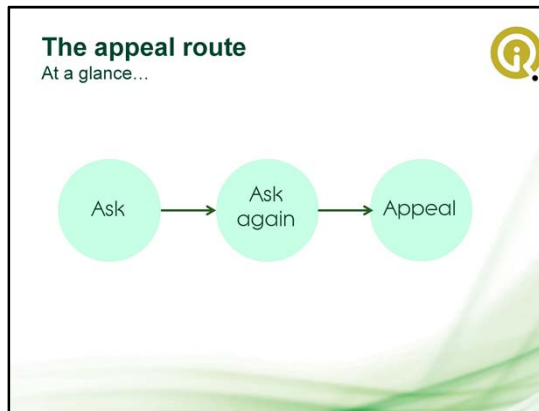 The appeal route
At a glance…
Ask
Ask
again
Appeal